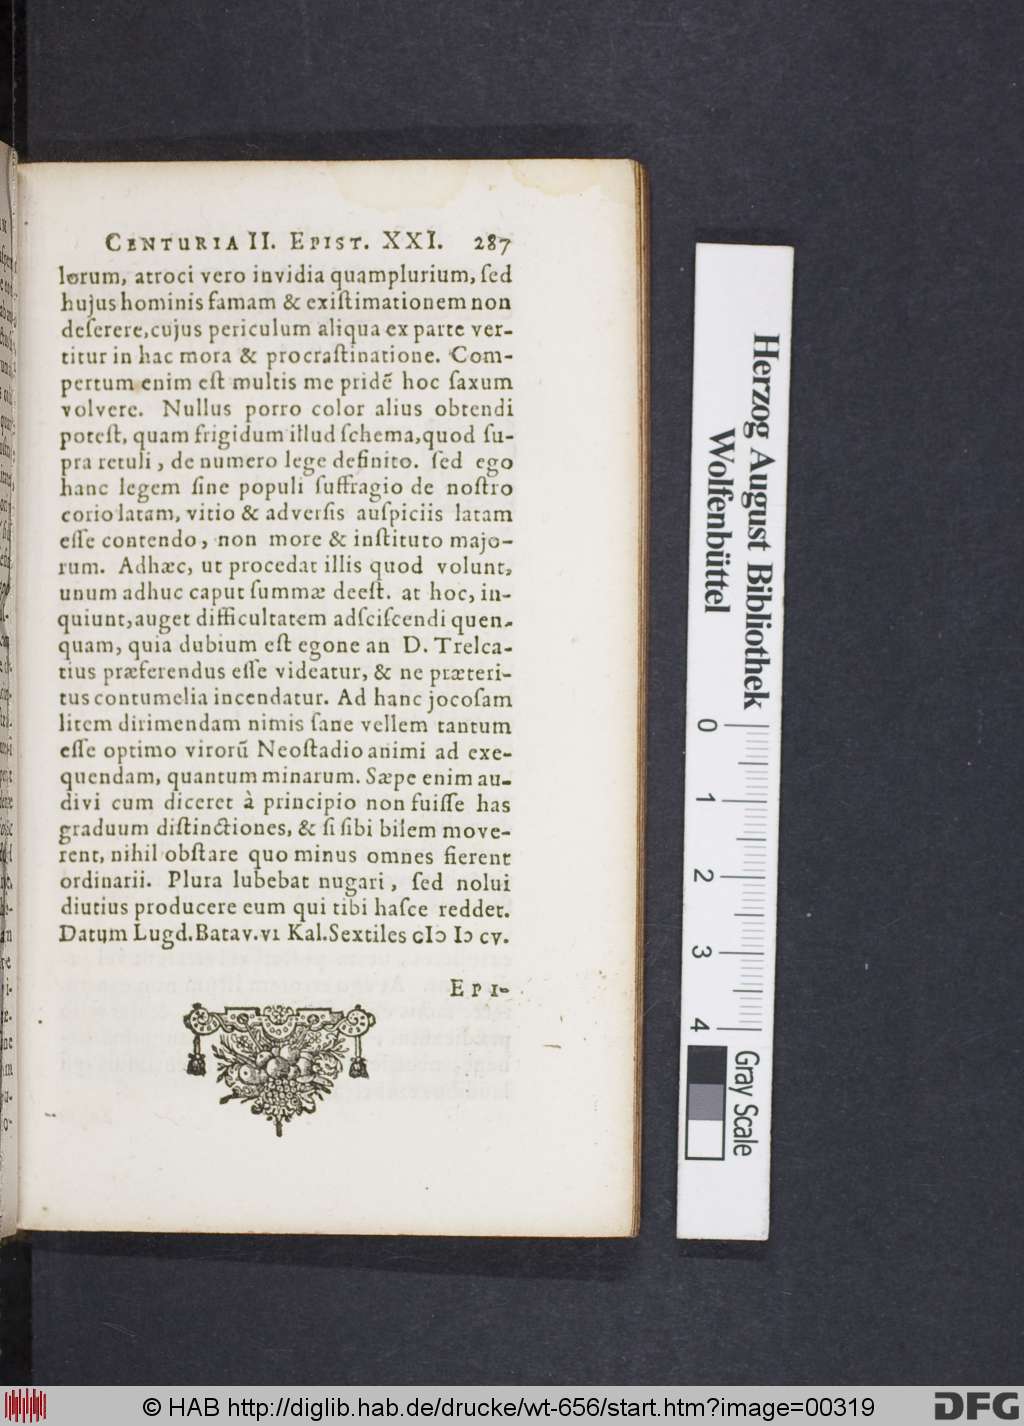 CENTURIA II. EPIST. XXI. 287
lorum, atroci vero invidia quamplurium, ſed
hujus hominis famam & exiſtimationem non
deſerere, cujus periculum aliqua ex parte ver-
titur in hac mora & procraſtinatione. Com-
pertum enim eſt multis me pridē hoc ſaxum
volvere. Nullus porro color alius obtendi
poteſt, quam frigidum illud ſchema, quod ſu-
pra retuli, de numero lege definito. ſed ego
hanc legem ſine populi ſuffragio de noſtro
corio latam, vitio & adverſis auſpiciis latam
eſſe contendo, non more & inſtituto majo-
rum. Adhæc, ut procedat illis quod volunt,
unum adhuc caput ſummæ deeſt. at hoc, in-
quiunt, auget difficultatem adſciſcendi quen-
quam, quia dubium eſt egone an D. Trelca-
tius præferendus eſſe videatur, & ne præteri-
tus contumelia incendatur. Ad hanc jocoſam
litem dirimendam nimis ſane vellem tantum
eſſe optimo virorū Neoſtadio animi ad exe-
quendam, quantum minarum. Sæpe enim au-
divi cum diceret à principio non fuiſſe has
graduum diſtinctiones, & ſi ſibi bilem move-
rent, nihil obſtare quo minus omnes fierent
ordinarii. Plura lubebat nugari, ſed nolui
diutius producere eum qui tibi haſce reddet.
Datum Lugd. Batav. VI Kal. Sextiles cIↄ Iↄ CV.
EPI-
Herzog August Bibliothek
Wolfenbüttel
0 1 2 3 4
Gray Scale
© HAB http://diglib.hab.de/drucke/wt-656/start.htm?image=00319
DFG